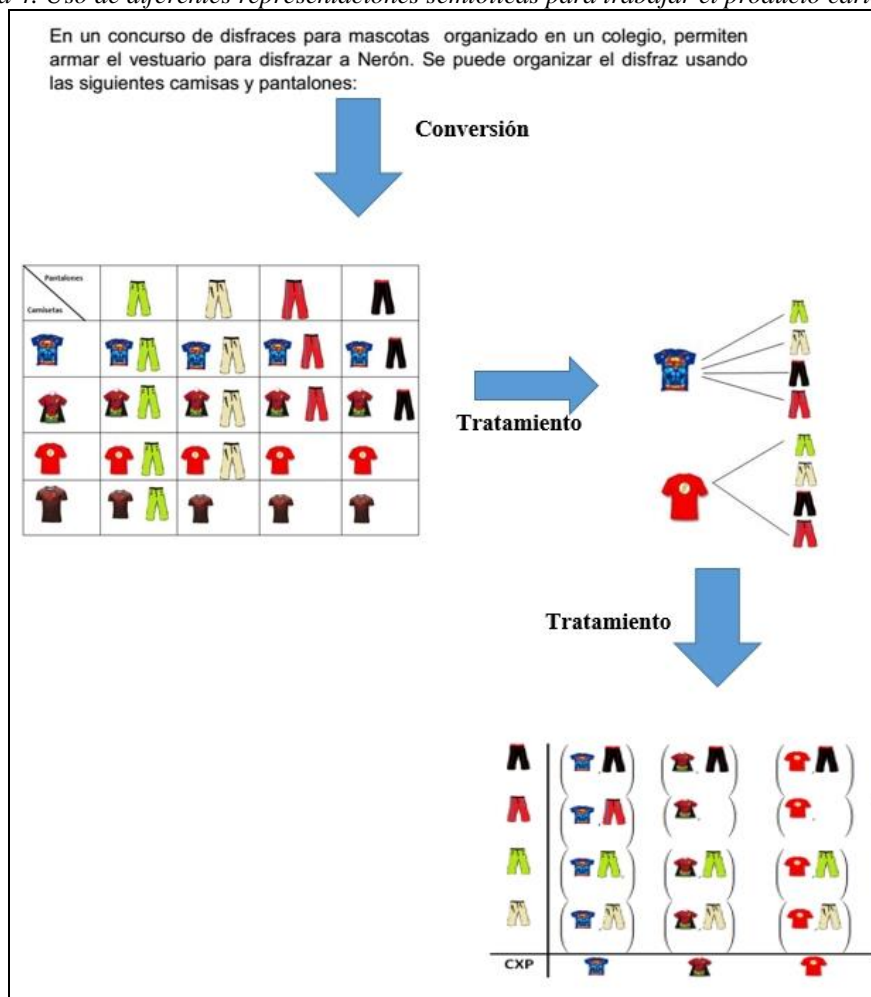 Uso de diferentes representaciones semióticas para trabajar el producto
En un concurso de disfraces para mascotas organizado en un colegio, permiten
armar el vestuario para disfrazar a Nerón. Se puede organizar el disfraz usando
las siguientes camisas y pantalones:
Conversión
Pantalones
Camisetas
Tratamiento
Tratamiento
CXP